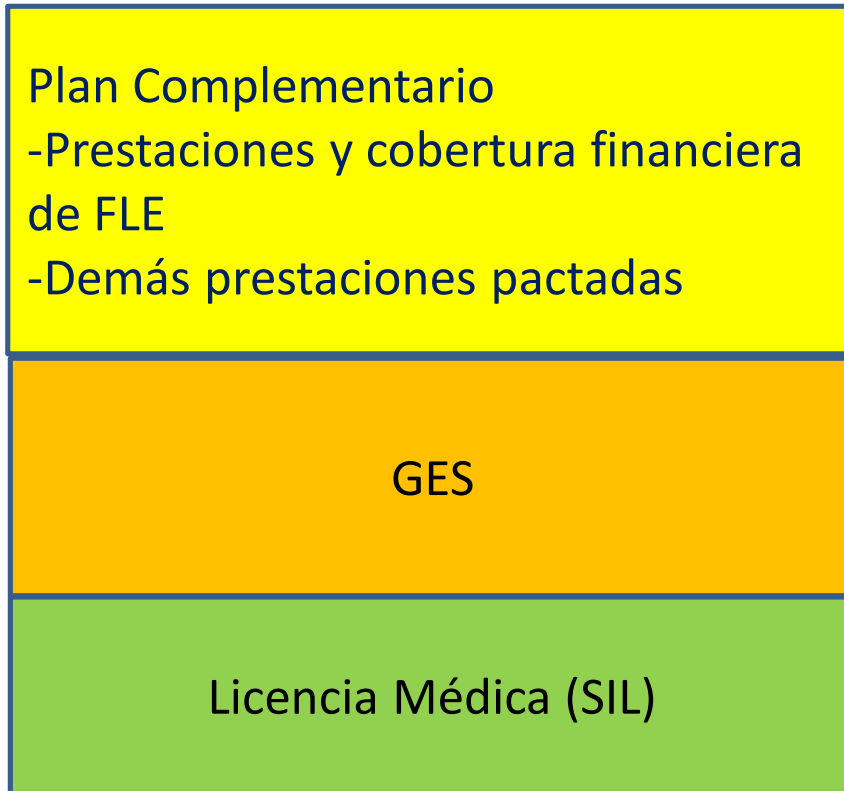 Plan Complementario
-Prestaciones y cobertura financiera
de FLE
-Demás prestaciones pactadas
GES
Licencia Médica (SIL)